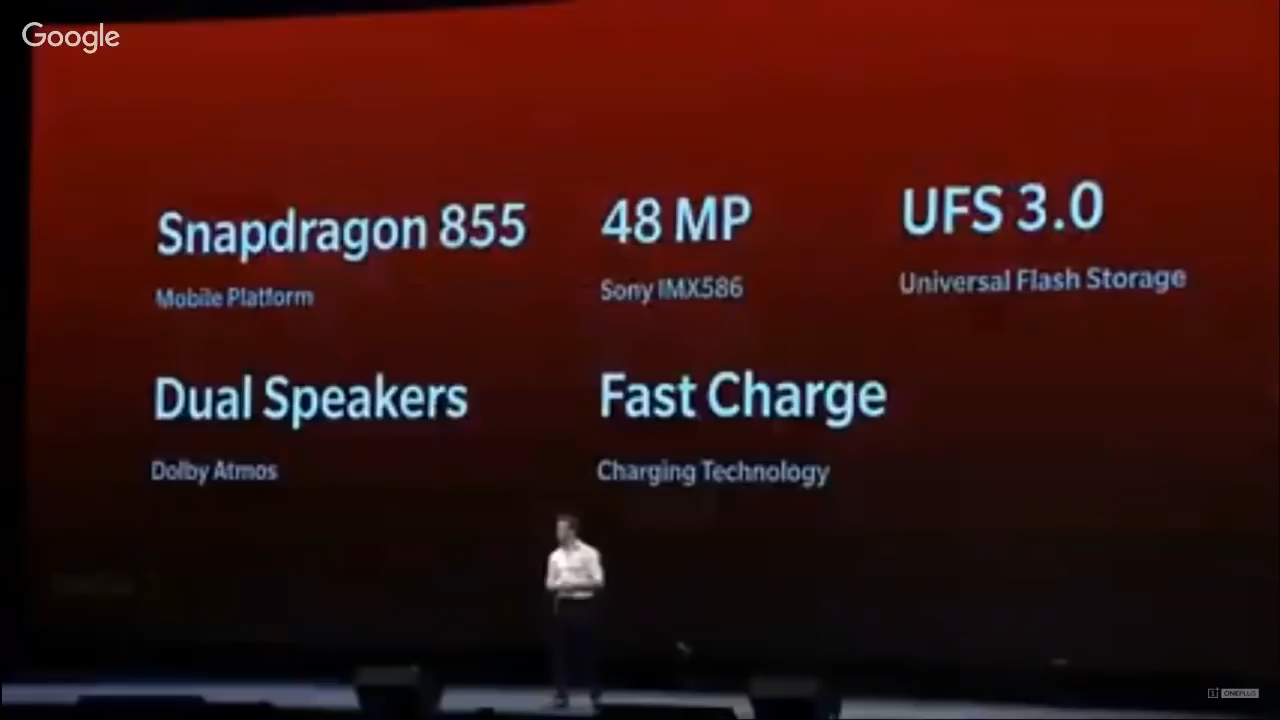 Google
Snapdragon 855
Mobile Platform
48 MP
Sony IMX586
UFS 3.0
Universal Flash Storage
Dual Speakers
Dolby Atmos
Fast Charge
Charging Technology
ONEPLUS